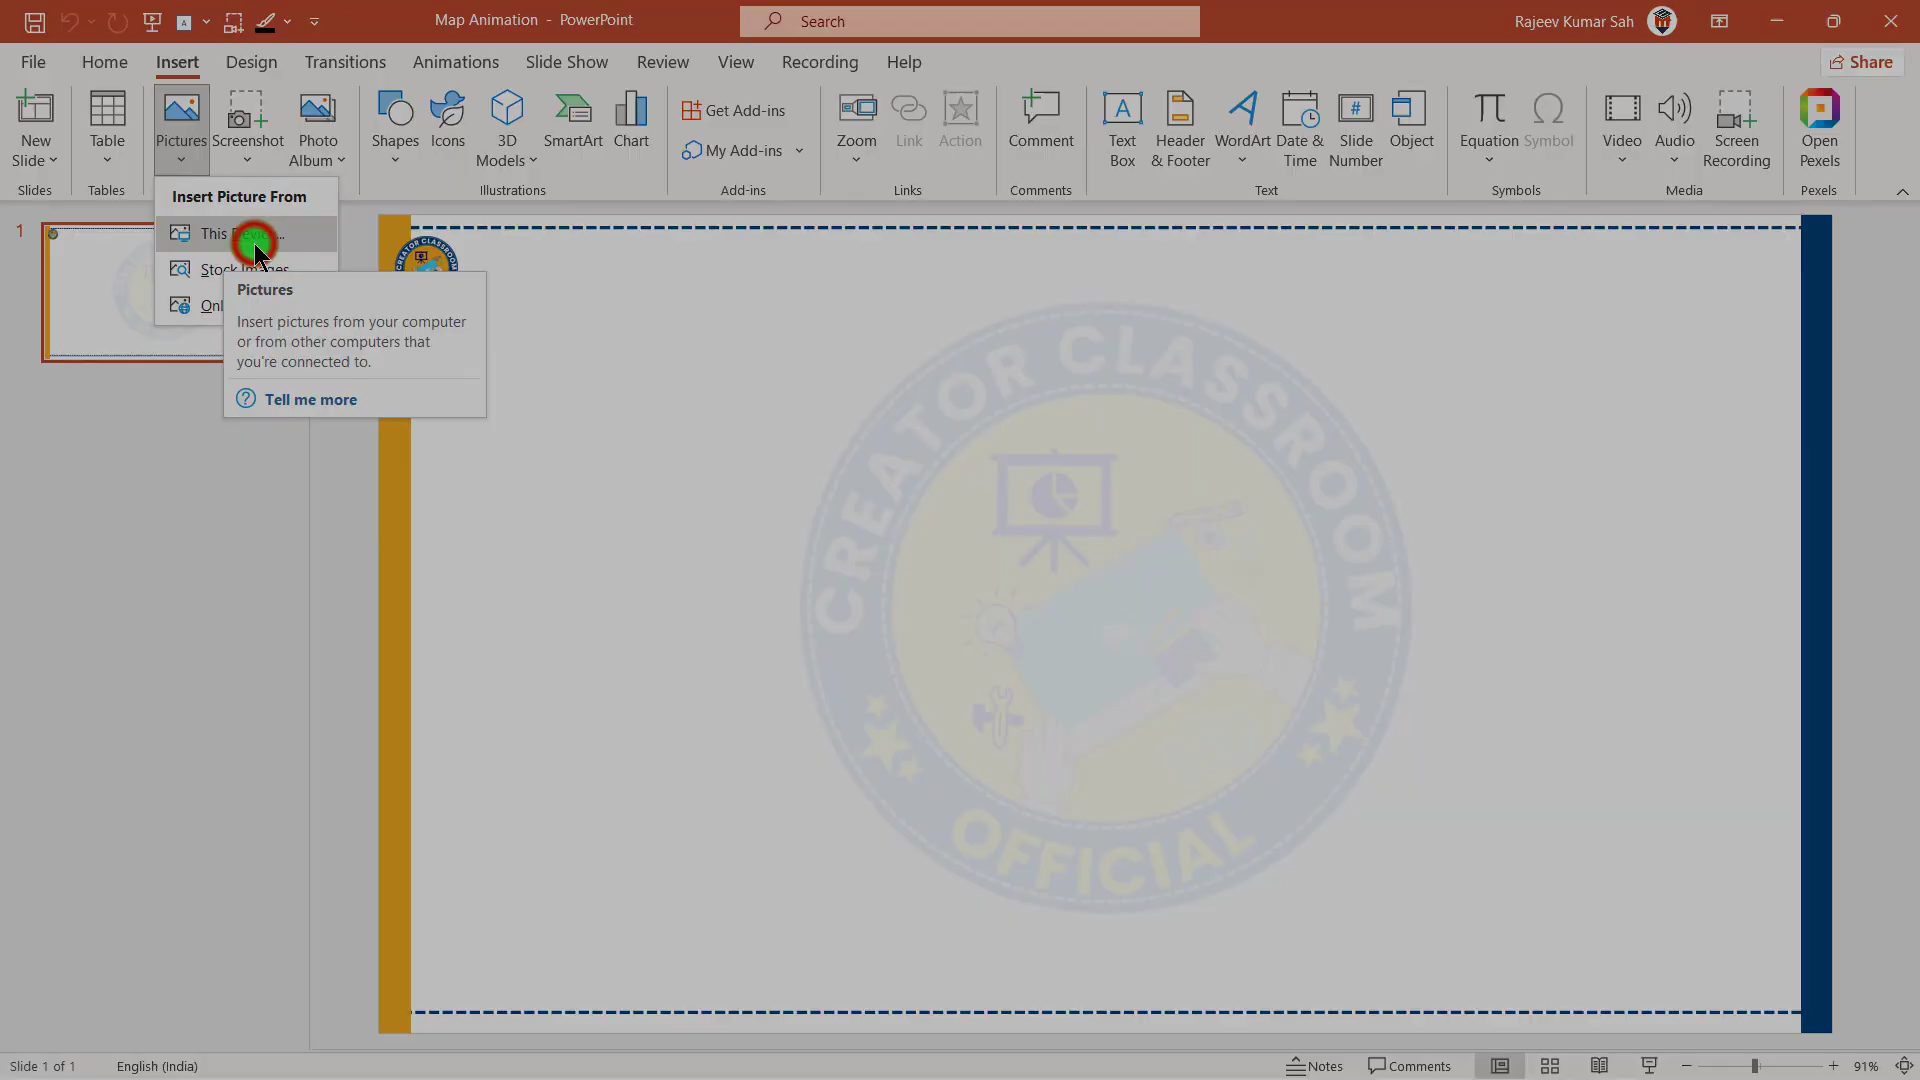 Map Animation - PowerPoint
Search
Rajeev Kumar Sah
File Home Insert Design Transitions Animations Slide Show Review View Recording Help
Share
New Slide
Table
Pictures
Screenshot
Photo Album
Shapes
Icons
3D Models
SmartArt
Chart
Get Add-ins
My Add-ins
Zoom
Link
Action
Comment
Text Box
Header & Footer
WordArt
Date & Time
Slide Number
Object
Equation
Symbol
Video
Audio
Screen Recording
Open Pexels
Slides
Tables
Illustrations
Add-ins
Links
Comments
Text
Symbols
Media
Pexels
Insert Picture From
This
Stock Images...
Pictures
Insert pictures from your computer
or from other computers that
you're connected to.
Tell me more
1
CREATOR CLASSROOM
CREATOR CLASSROOM
OFFICIAL
Slide 1 of 1
English (India)
Notes
Comments
91%